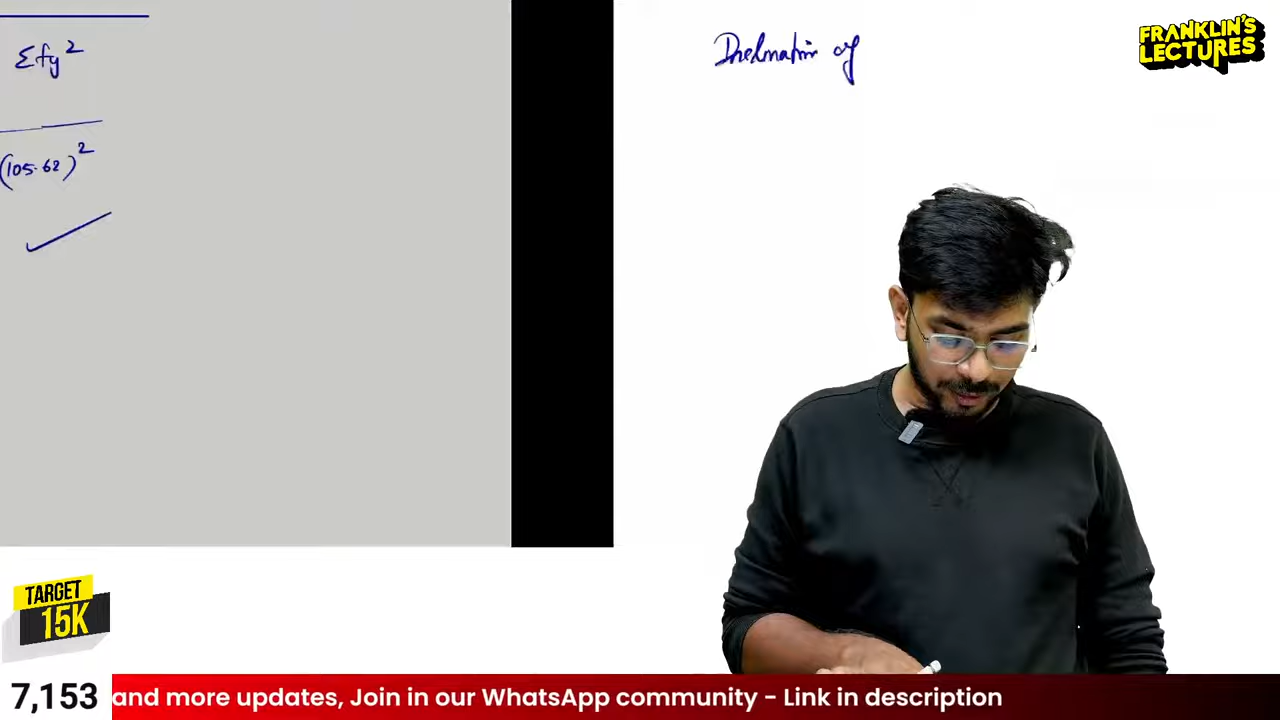 Σfy²
(105.62)²
of
FRANKLIN'S
LECTURES
TARGET
15K
7,153
and more updates, Join in our WhatsApp community - Link in description